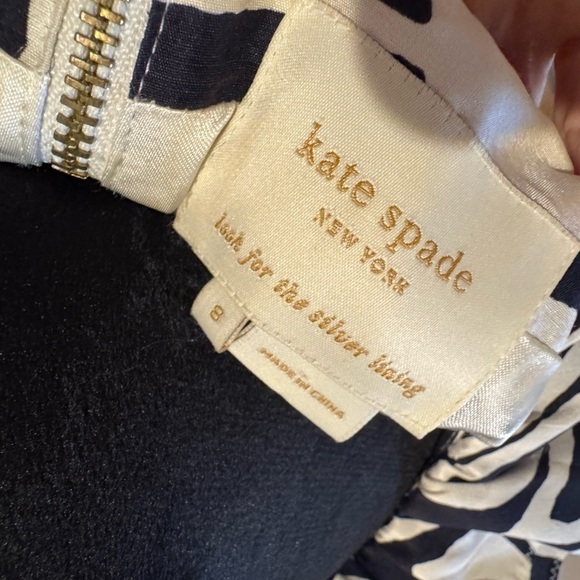 kate spade
NEW YORK
look for the silver lining
8
MADE IN CHINA